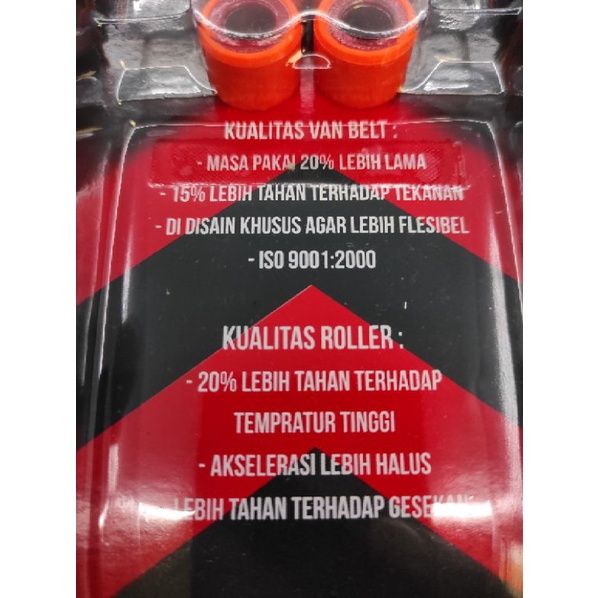 KUALITAS VAN BELT :
- MASA PAKAI 20% LEBIH LAMA
- 15% LEBIH TAHAN TERHADAP TEKANAN
- DI DISAIN KHUSUS AGAR LEBIH FLESIBEL
- ISO 9001:2000
KUALITAS ROLLER :
- 20% LEBIH TAHAN TERHADAP
TEMPRATUR TINGGI
- AKSELERASI LEBIH HALUS
LEBIH TAHAN TERHADAP GESEKAN